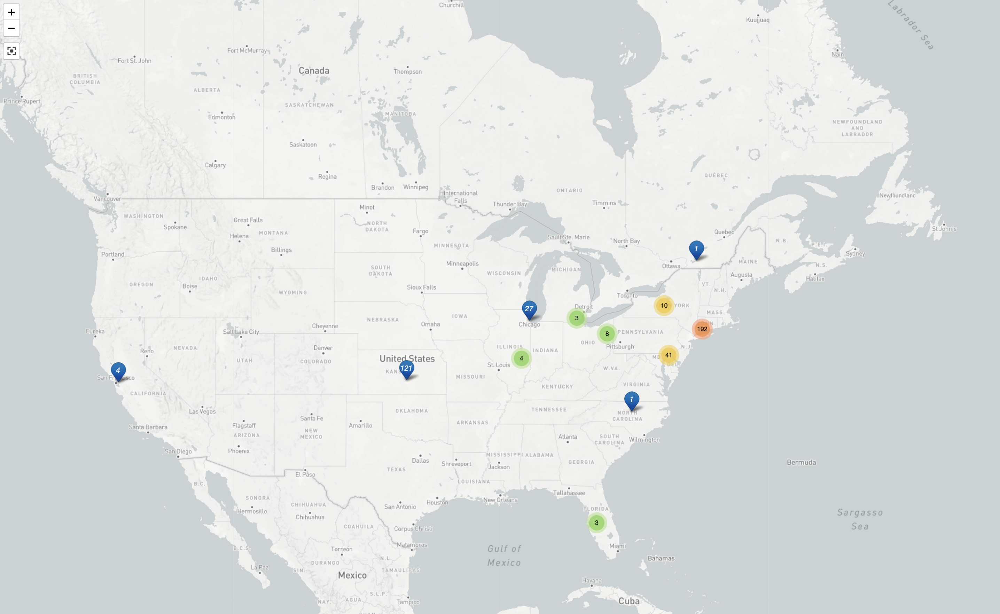 +
−
Churchill
Kuujjuaq
Labrador Sea
Nain
Fort McMurray
Fort St. John
Canada
Thompson
BRITISH
COLUMBIA
ALBERTA
Prince Rupert
SASKATCHEWAN
MANITOBA
Edmonton
NEWFOUNDLAND
AND
LABRADOR
Saskatoon
Calgary
Regina
QUÉBEC
Brandon
Winnipeg
ONTARIO
International
Falls
Vancouver
Newfoundland
Thunder Bay
Timmins
Minot
WASHINGTON
Great Falls
Spokane
NORTH
DAKOTA
MONTANA
Helena
Fargo
St John's
Quebec
Sault Ste. Marie
North Bay
N.B.
P.E.I.
MINNESOTA
Billings
1
Portland
Sydney
Minneapolis
MAINE
Ottawa
N.S.
SOUTH
DAKOTA
WISCONSIN
MICHIGAN
Augusta
Halifax
IDAHO
OREGON
Boise
VT.
Sioux Falls
WYOMING
N.H.
Toronto
10
YORK
Detroit
27
MASS.
3
IOWA
NEBRASKA
Chicago
Omaha
Cheyenne
192
N.
Eureka
Salt Lake City
8
PENNSYLVANIA
OHIO
Pittsburgh
N.J.
ILLINOIS
INDIANA
Denver
NEVADA
Reno
41
MD
DEL.
4
United States
UTAH
COLORADO
St. Louis
W.VA.
121
KANS
4
San Francisco
MISSOURI
VIRGINIA
KENTUCKY
CALIFORNIA
1
Las Vegas
OKLAHOMA
TENNESSEE
NORTH
CAROLINA
Santa Fe
Flagstaff
Amarillo
ARKANSAS
Santa Barbara
NEW
MEXICO
ARIZONA
Atlanta
SOUTH
CAROLINA
Wilmington
San Diego
Phoenix
MISSISSIPPI
ALABAMA
Dallas
Shreveport
Jackson
GEORGIA
Bermuda
TEXAS
El Paso
LOUISIANA
B.C.
Tallahassee
SONORA
New Orleans
Houston
CHIHUAHUA
San Antonio
Hermosillo
FLORIDA
Chihuahua
Sargasso
Sea
3
COAHUILA
Corpus Christi
Matamoros
Miami
B.C.S.
Torreón
Gulf of
Mexico
N.L.
Bahamas
DURANGO
La Paz
SIN.
TAMAULIPAS
Mexico
Havana
S.L.P.
AGUA.
NAY.
Tampico
Cuba